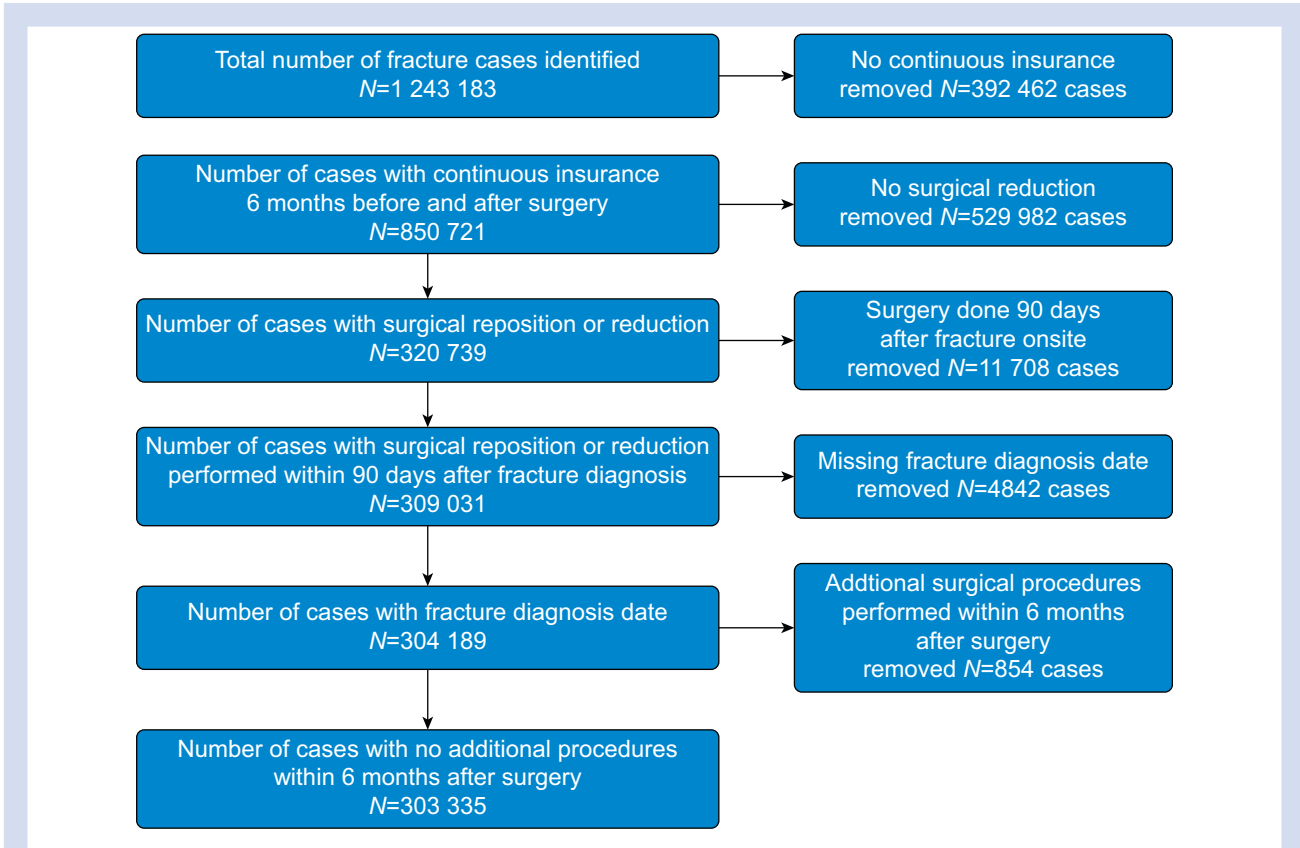 Total number of fracture cases identified
N=1 243 183
No continuous insurance
removed N=392 462 cases
Number of cases with continuous insurance
6 months before and after surgery
N=850 721
No surgical reduction
removed N=529 982 cases
Number of cases with surgical reposition or reduction
N=320 739
Surgery done 90 days
after fracture onsite
removed N=11 708 cases
Number of cases with surgical reposition or reduction
performed within 90 days after fracture diagnosis
N=309 031
Missing fracture diagnosis date
removed N=4842 cases
Number of cases with fracture diagnosis date
N=304 189
Addtional surgical procedures
performed within 6 months
after surgery
removed N=854 cases
Number of cases with no additional procedures
within 6 months after surgery
N=303 335